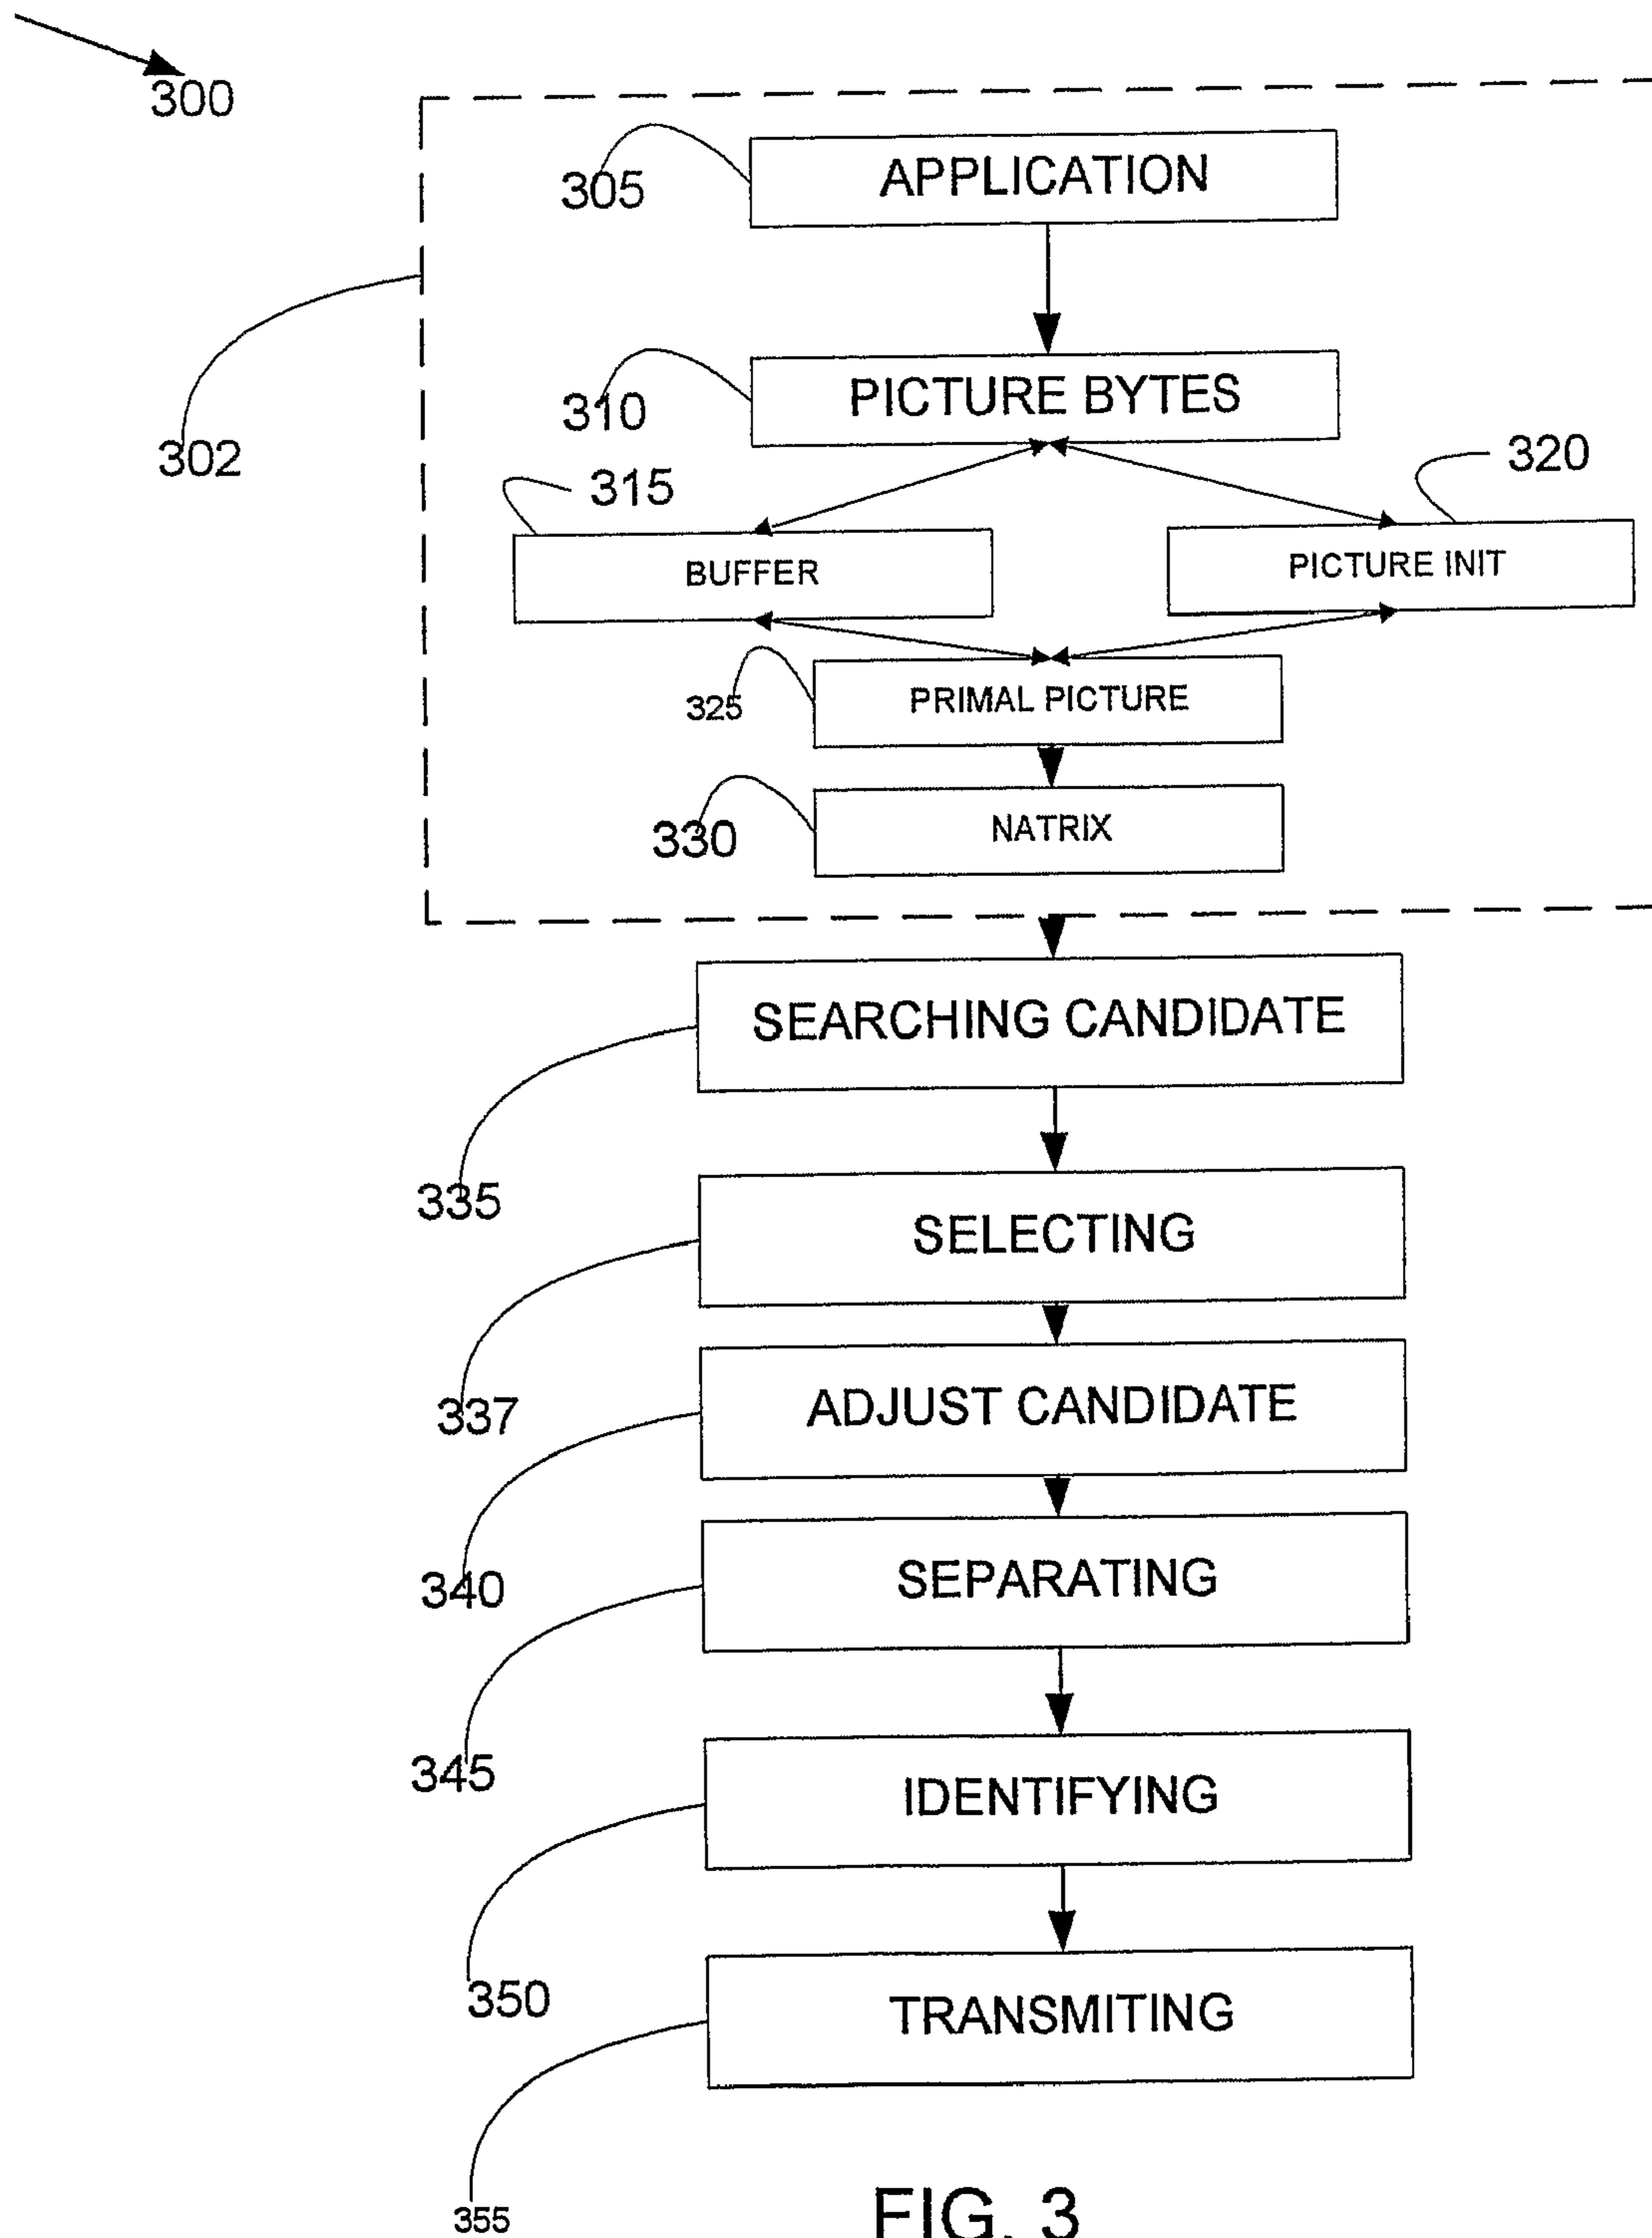 300
APPLICATION
305
PICTURE BYTES
310
302
320
315
BUFFER
PICTURE INIT
325
PRIMAL PICTURE
330
NATRIX
SEARCHING CANDIDATE
335
SELECTING
337
ADJUST CANDIDATE
340
SEPARATING
345
IDENTIFYING
350
TRANSMITING
355
FIG. 3